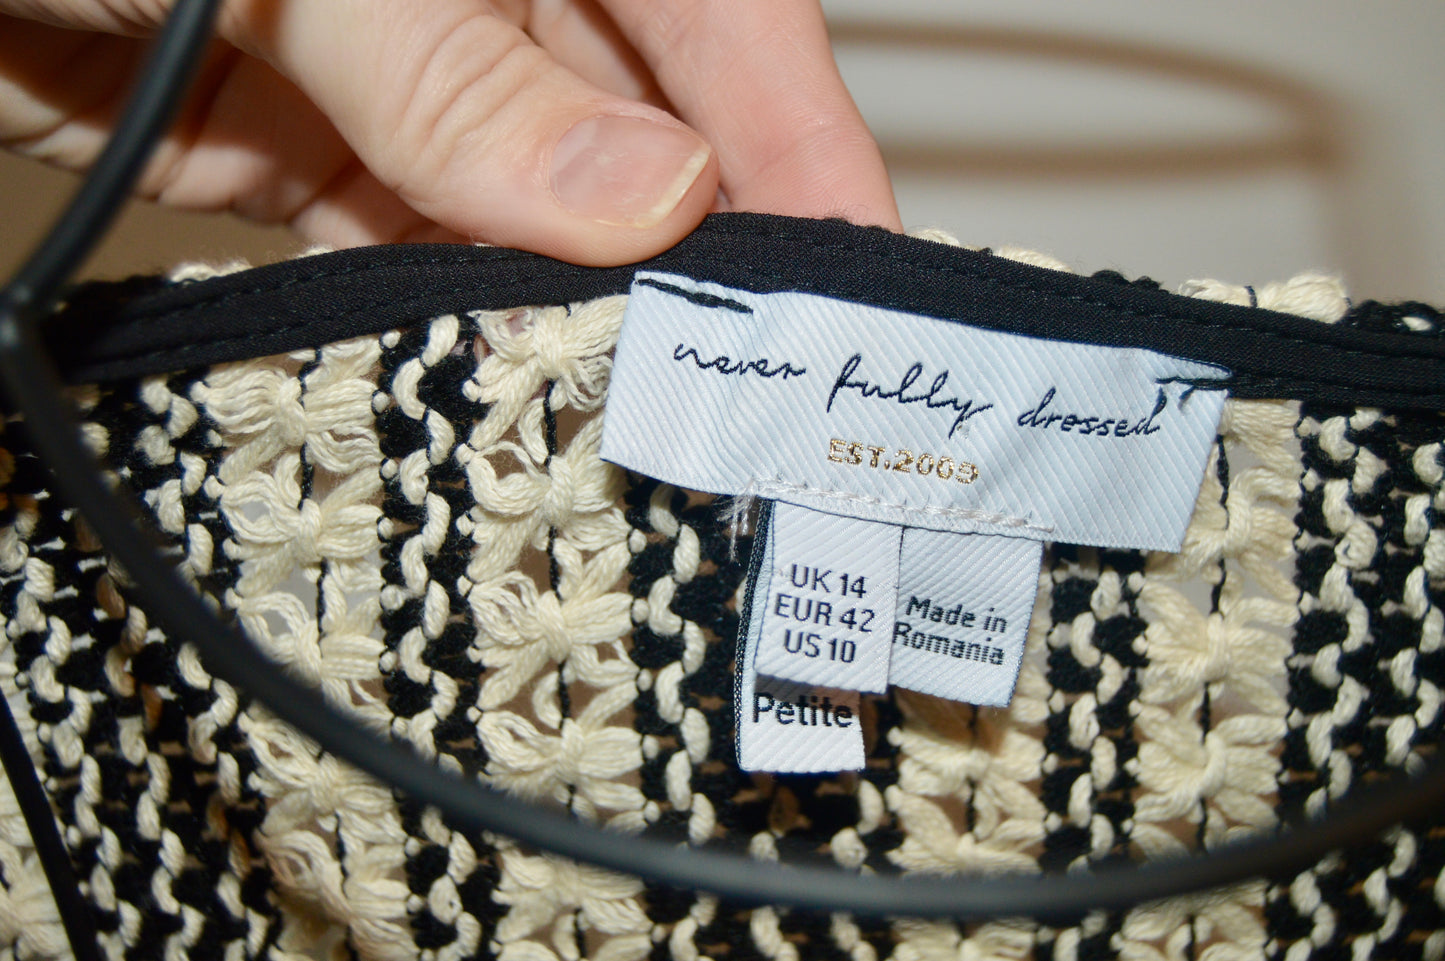 never fully dressed
EST.2009
UK 14
EUR 42
US 10
Made in
Romania
Petite